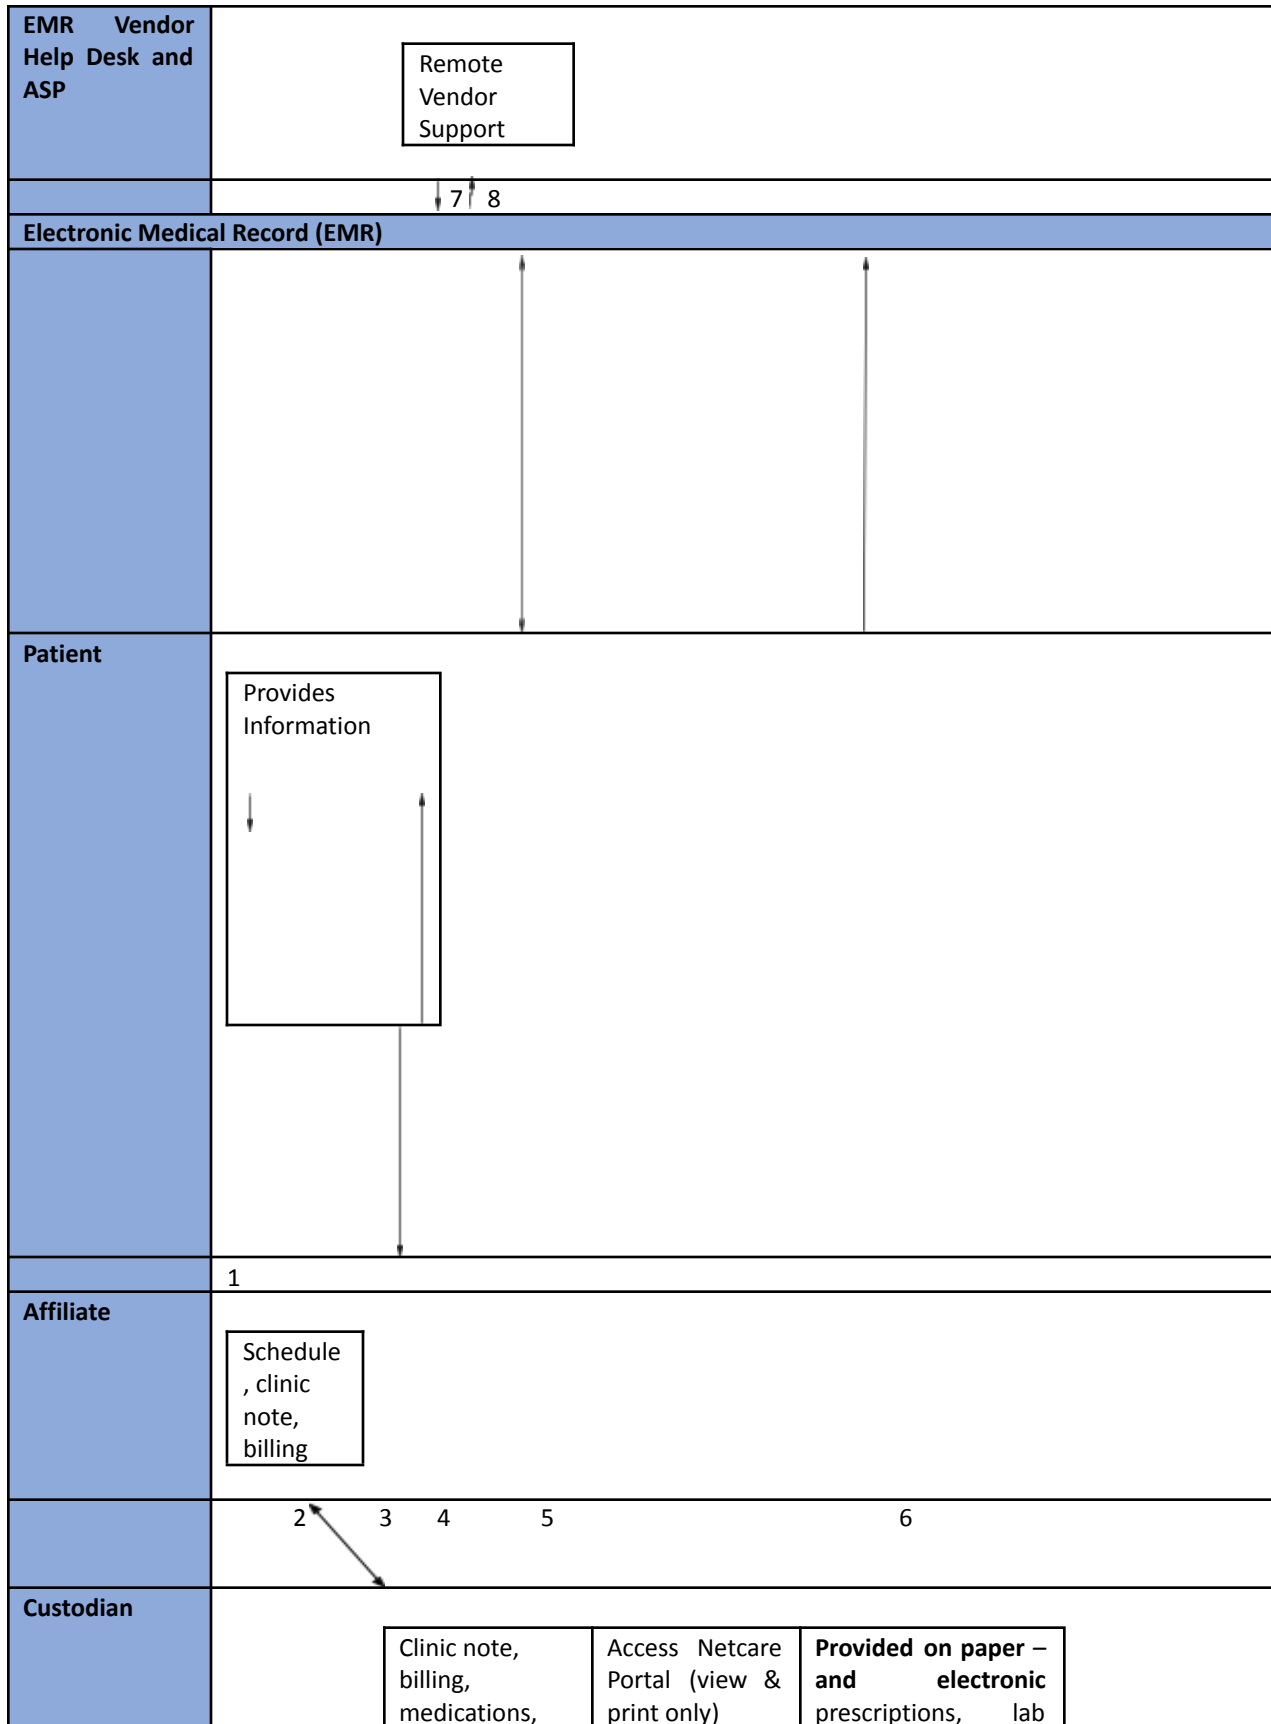 EMR Vendor
Help Desk and
ASP
Remote
Vendor
Support
7 8
Electronic Medical Record (EMR)
Patient
Provides
Information
1
Affiliate
Schedule
, clinic
note,
billing
2 3 4 5 6
Custodian
Clinic note,
billing,
medications,
Access Netcare
Portal (view &
print only)
Provided on paper –
and electronic
prescriptions, lab